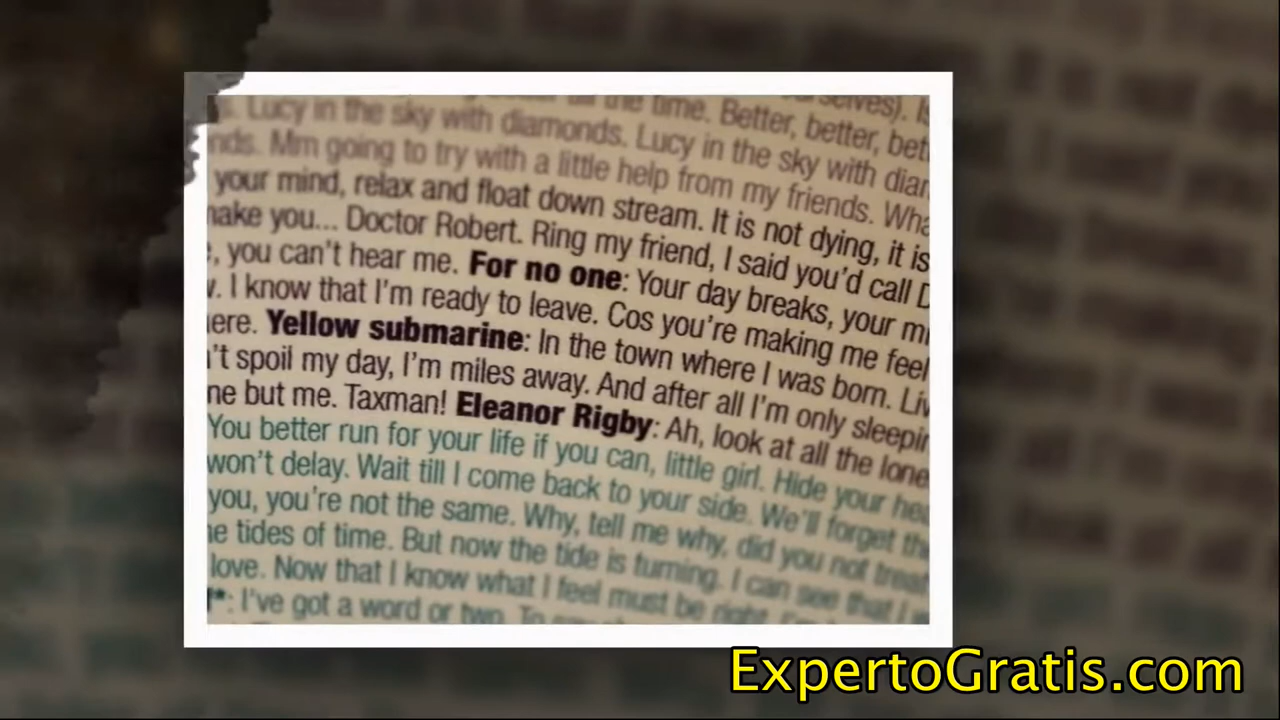 Lucy in the sky with diamonds. Lucy in the sky with
the time. Better, better,
Mm going to try with a little help from my friends.
your mind, relax and float down stream. It is not dying, it is
you... Doctor Robert. Ring my friend, I said you'd call
, you can't hear me. For no one: Your day breaks, your
. I know that I'm ready to leave. Cos you're making me feel
Yellow submarine: In the town where I was born.
't spoil my day, I'm miles away. And after all I'm only
but me. Taxman! Eleanor Rigby: Ah, look at all the
You better run for your life if you can, little girl. Hide your
won't delay. Wait till I come back to your side. We'll forget
you, you're not the same. Why, tell me why, did you not
tides of time. But now the tide is turning. I can see that I
love. Now that I know what I feel must be right.
I've got a word or two. To
ExpertoGratis.com